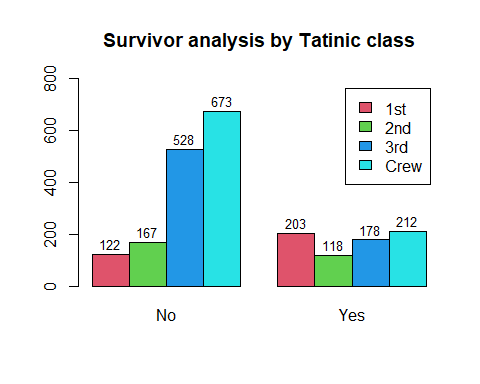 Survivor analysis by Tatinic class
800
600
400
200
0
1st
2nd
3rd
Crew
122
167
528
673
203
118
178
212
No
Yes